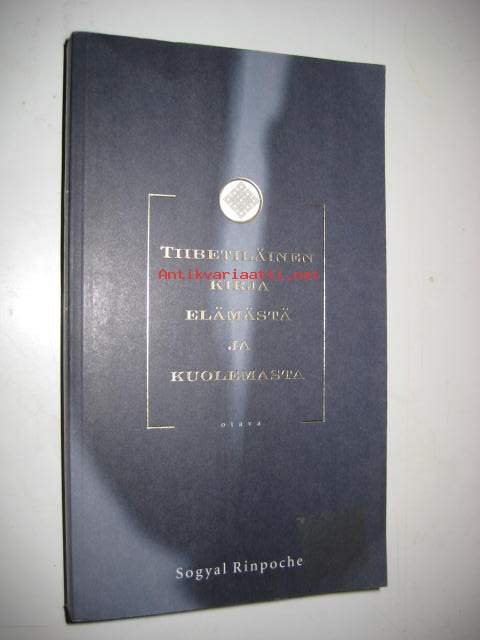 TIIBETILÄINEN
Antikvariaatti.net
KIRJA
ELÄMÄSTÄ
JA
KUOLEMASTA
otava
Sogyal Rinpoche